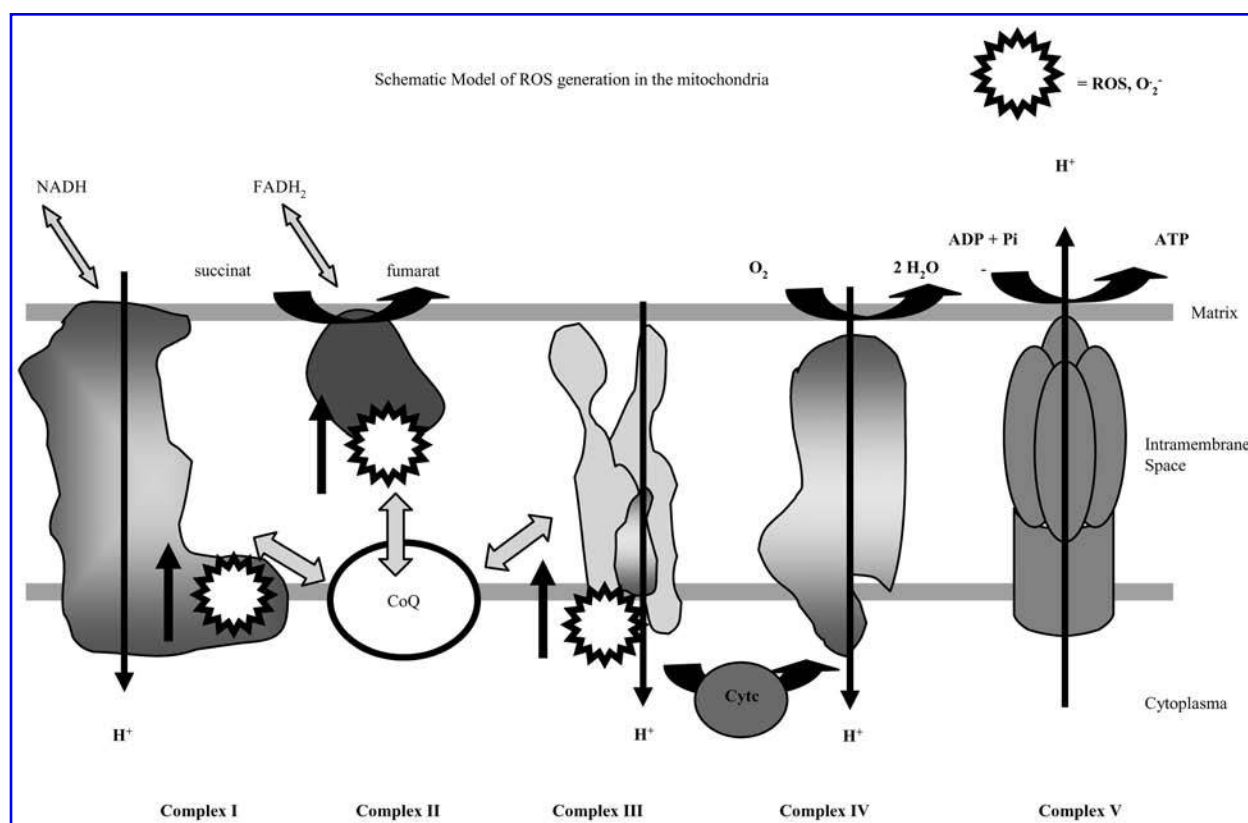 Schematic Model of ROS generation in the mitochondria
= ROS, O·₂⁻
H⁺
NADH
FADH₂
succinat
fumarat
O₂
2 H₂O
ADP + Pi
-
ATP
Matrix
Intramembrane
Space
CoQ
Cytc
Cytoplasma
H⁺
H⁺
H⁺
Complex I
Complex II
Complex III
Complex IV
Complex V